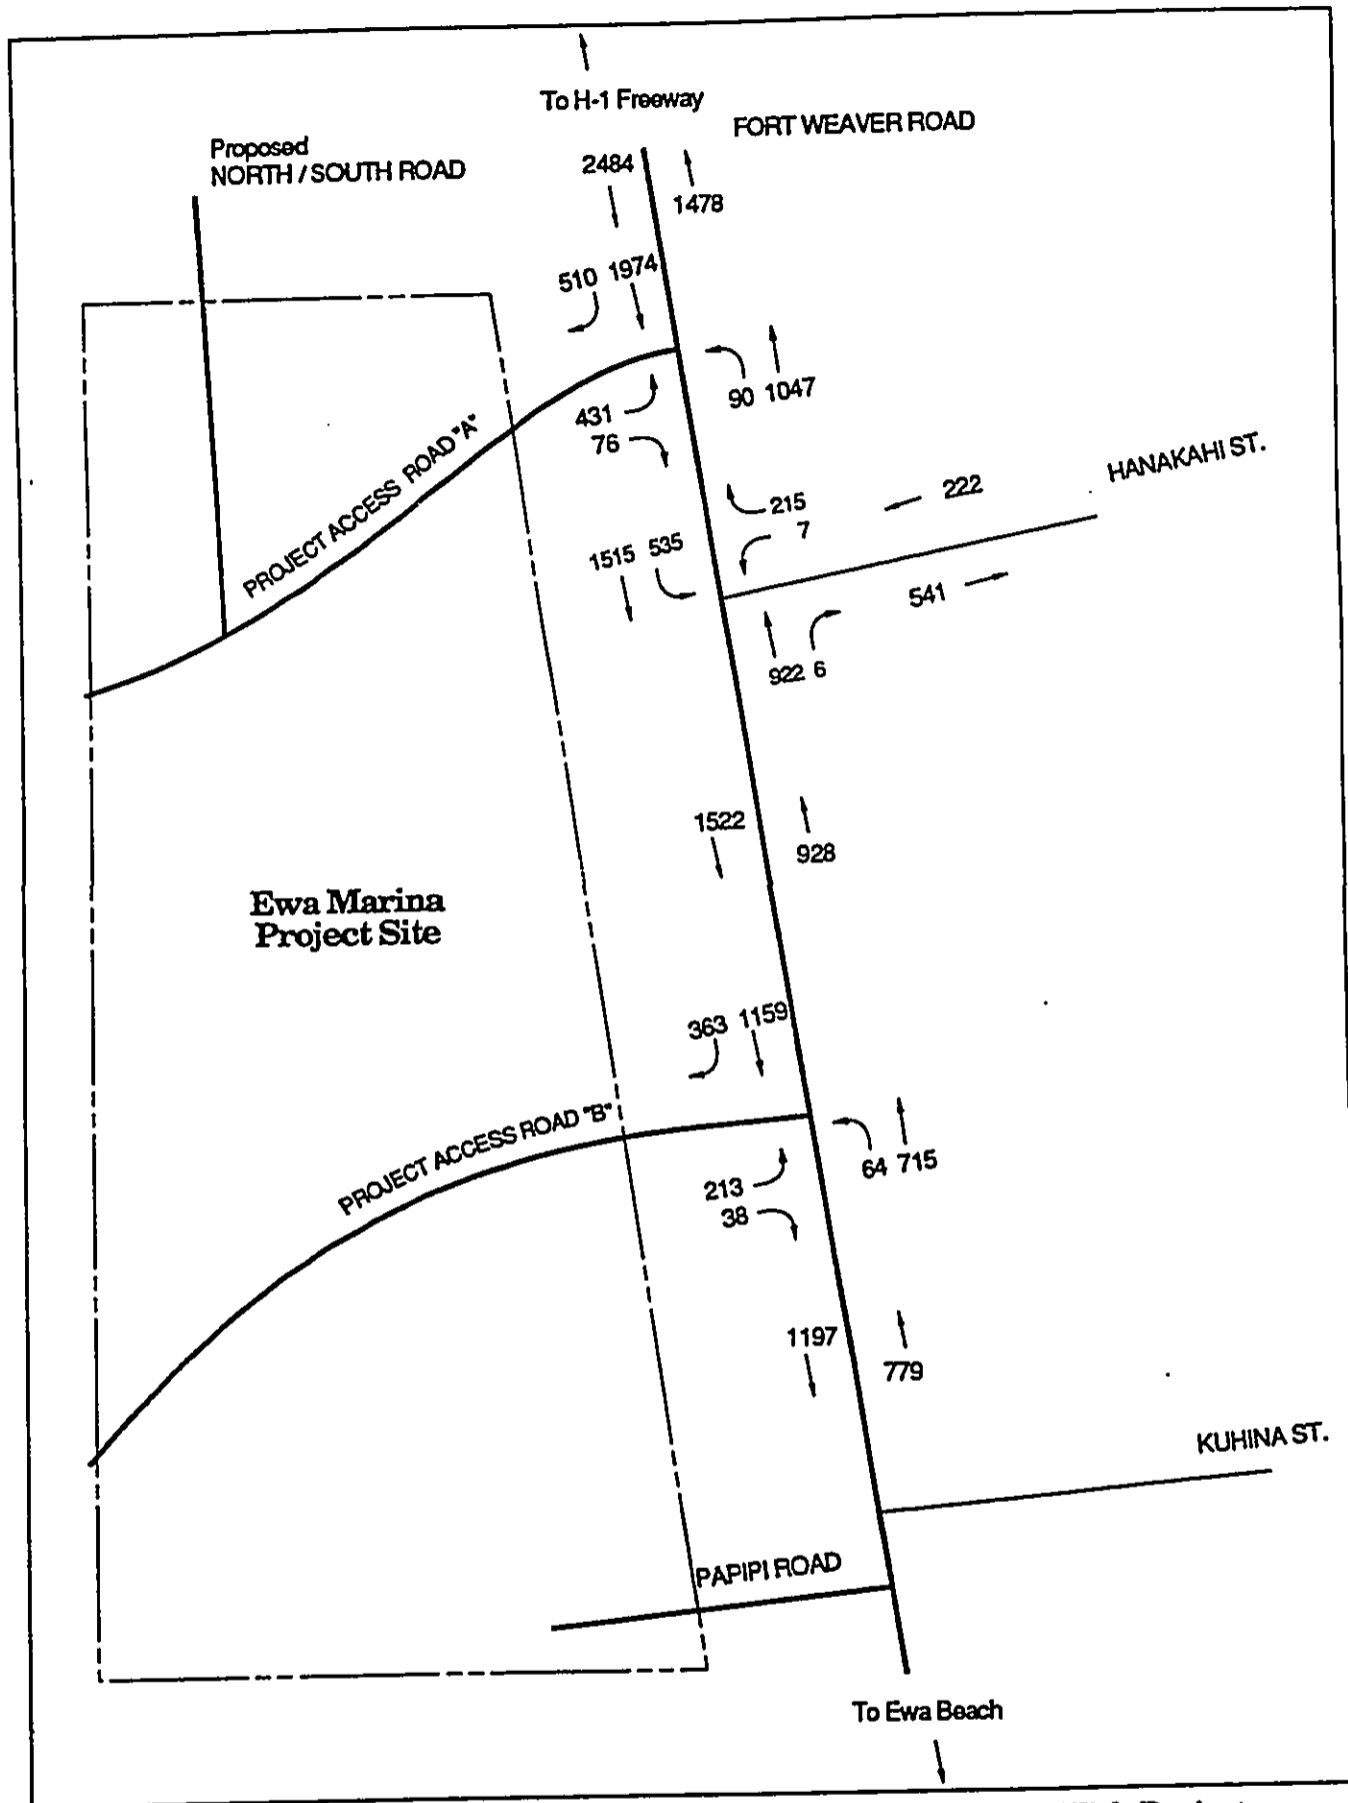 To H-1 Freeway
FORT WEAVER ROAD
Proposed
NORTH / SOUTH ROAD
2484
1478
510 1974
90 1047
431
76
PROJECT ACCESS ROAD "A"
HANAKAHI ST.
222
215
7
1515 535
541
922 6
1522
928
Ewa Marina
Project Site
363 1159
PROJECT ACCESS ROAD "B"
64 715
213
38
1197
779
KUHINA ST.
PAPIPI ROAD
To Ewa Beach